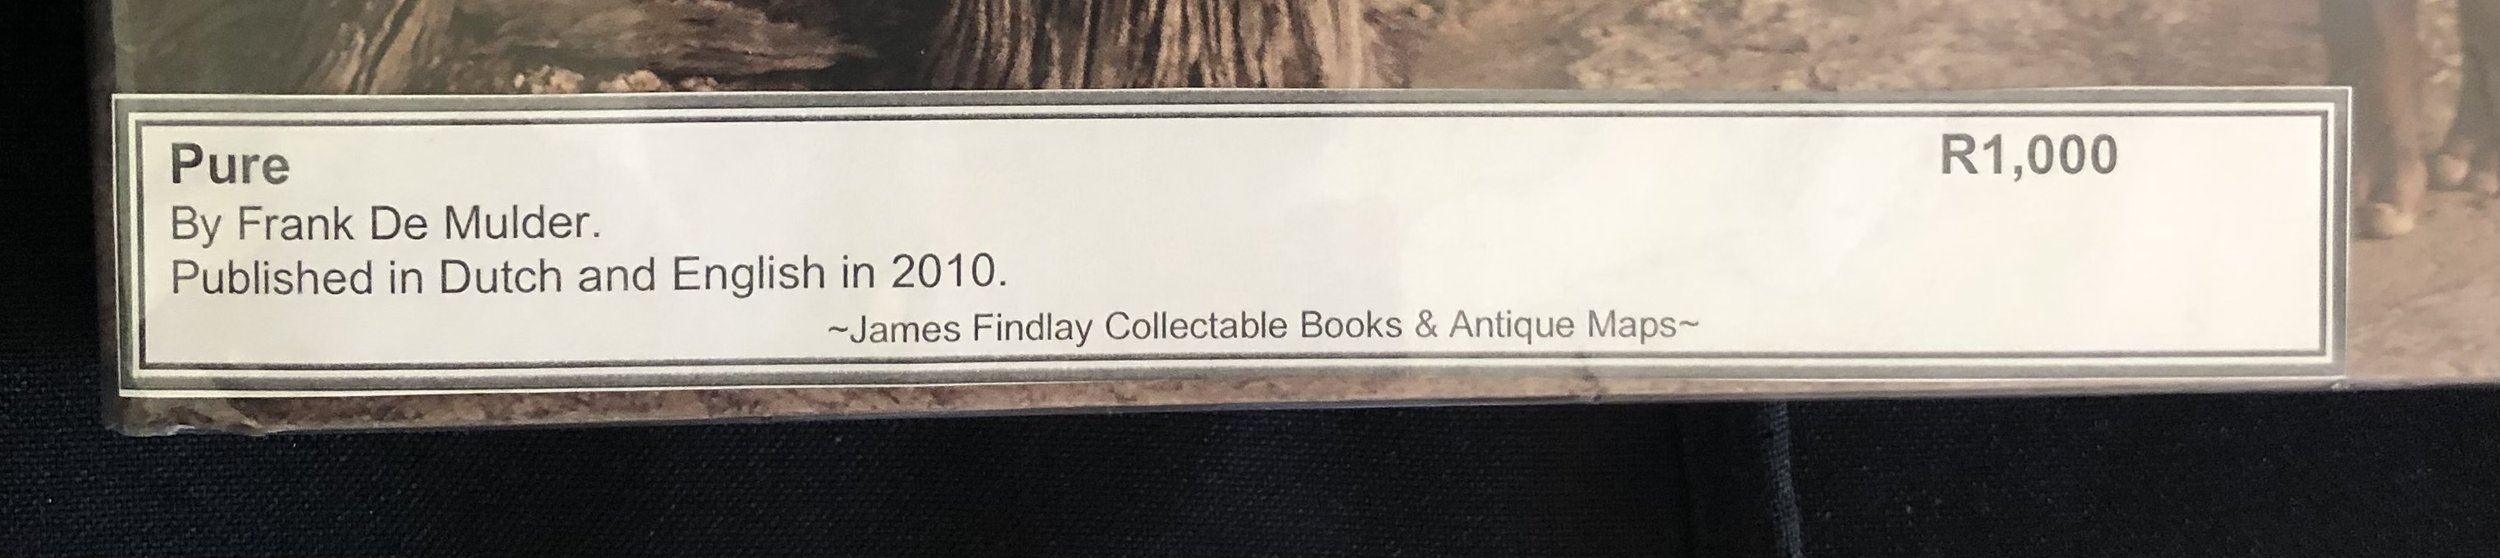 Pure R1,000
By Frank De Mulder.
Published in Dutch and English in 2010.
~James Findlay Collectable Books & Antique Maps~